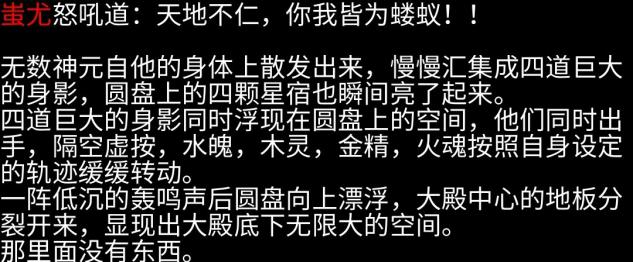 蚩尤怒吼道：天地不仁，你我皆为蝼蚁！！
无数神元自他的身体上散发出来，慢慢汇集成四道巨大
的身影，圆盘上的四颗星宿也瞬间亮了起来。
四道巨大的身影同时浮现在圆盘上的空间，他们同时出
手，隔空虚按，水魄，木灵，金精，火魂按照自身设定
的轨迹缓缓转动。
一阵低沉的轰鸣声后圆盘向上漂浮，大殿中心的地板分
裂开来，显现出大殿底下无限大的空间。
那里面没有东西。